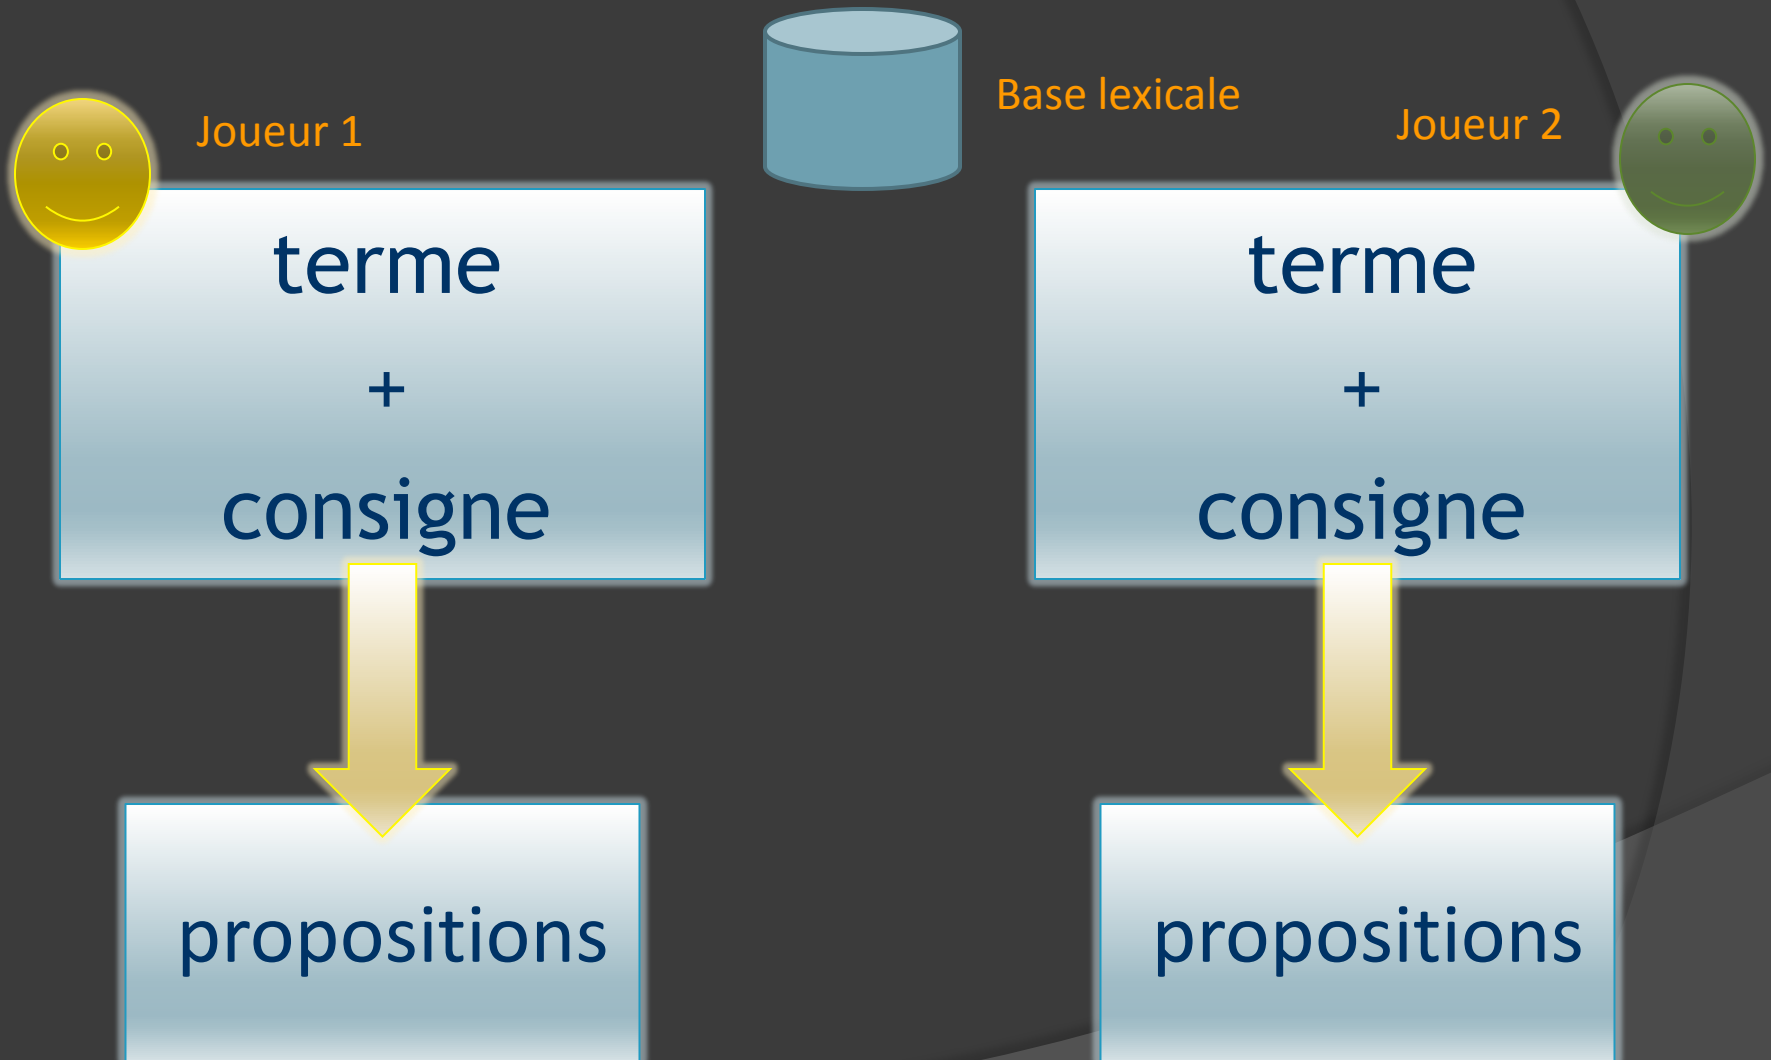 Base lexicale
Joueur 1
Joueur 2
terme
+
consigne
terme
+
consigne
propositions
propositions